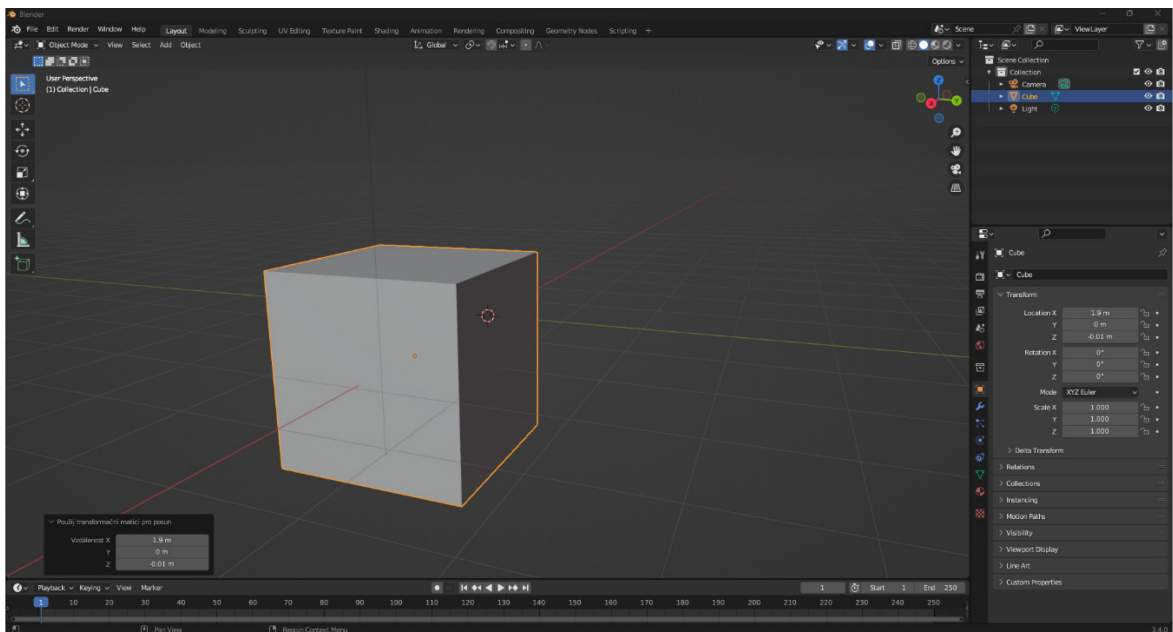 Blender
File Edit Render Window Help Layout Modeling Sculpting UV Editing Texture Paint Shading Animation Rendering Compositing Geometry Nodes Scripting + Scene ViewLayer
Object Mode View Select Add Object Global
Options
User Perspective
(1) Collection | Cube
Z
X
Y
Scene Collection
Collection
Camera
Cube
Light
Cube
Cube
Transform
Location X 1.9 m
Y 0 m
Z -0.01 m
Rotation X 0°
Y 0°
Z 0°
Mode XYZ Euler
Scale X 1.000
Y 1.000
Z 1.000
Delta Transform
Relations
Collections
Instancing
Motion Paths
Visibility
Viewport Display
Line Art
Custom Properties
Použij transformační matici pro posun
Vzdálenost X 1.9 m
Y 0 m
Z -0.01 m
Playback Keying View Marker 1 Start 1 End 250
1 10 20 30 40 50 60 70 80 90 100 110 120 130 140 150 160 170 180 190 200 210 220 230 240 250
Pan View Region Context Menu 3.4.0